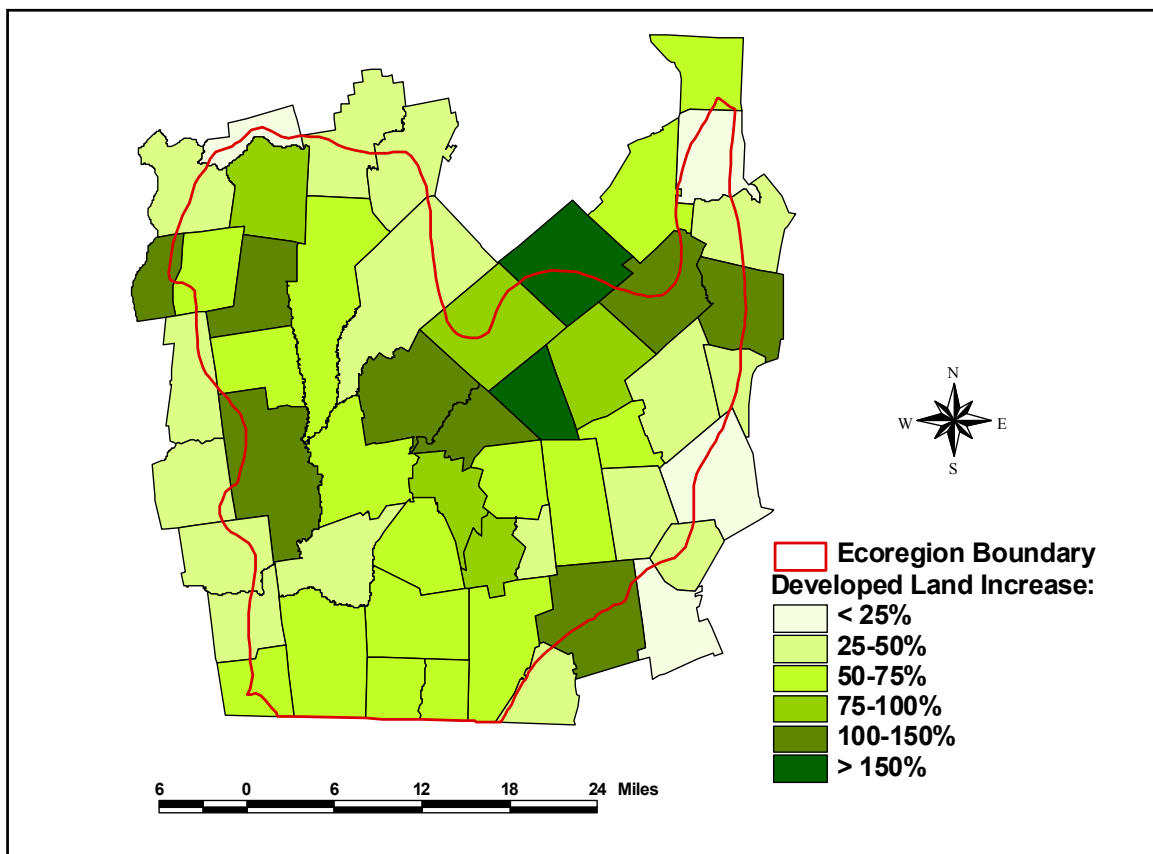 N
W E
S
Ecoregion Boundary
Developed Land Increase:
< 25%
25-50%
50-75%
75-100%
100-150%
> 150%
6 0 6 12 18 24 Miles